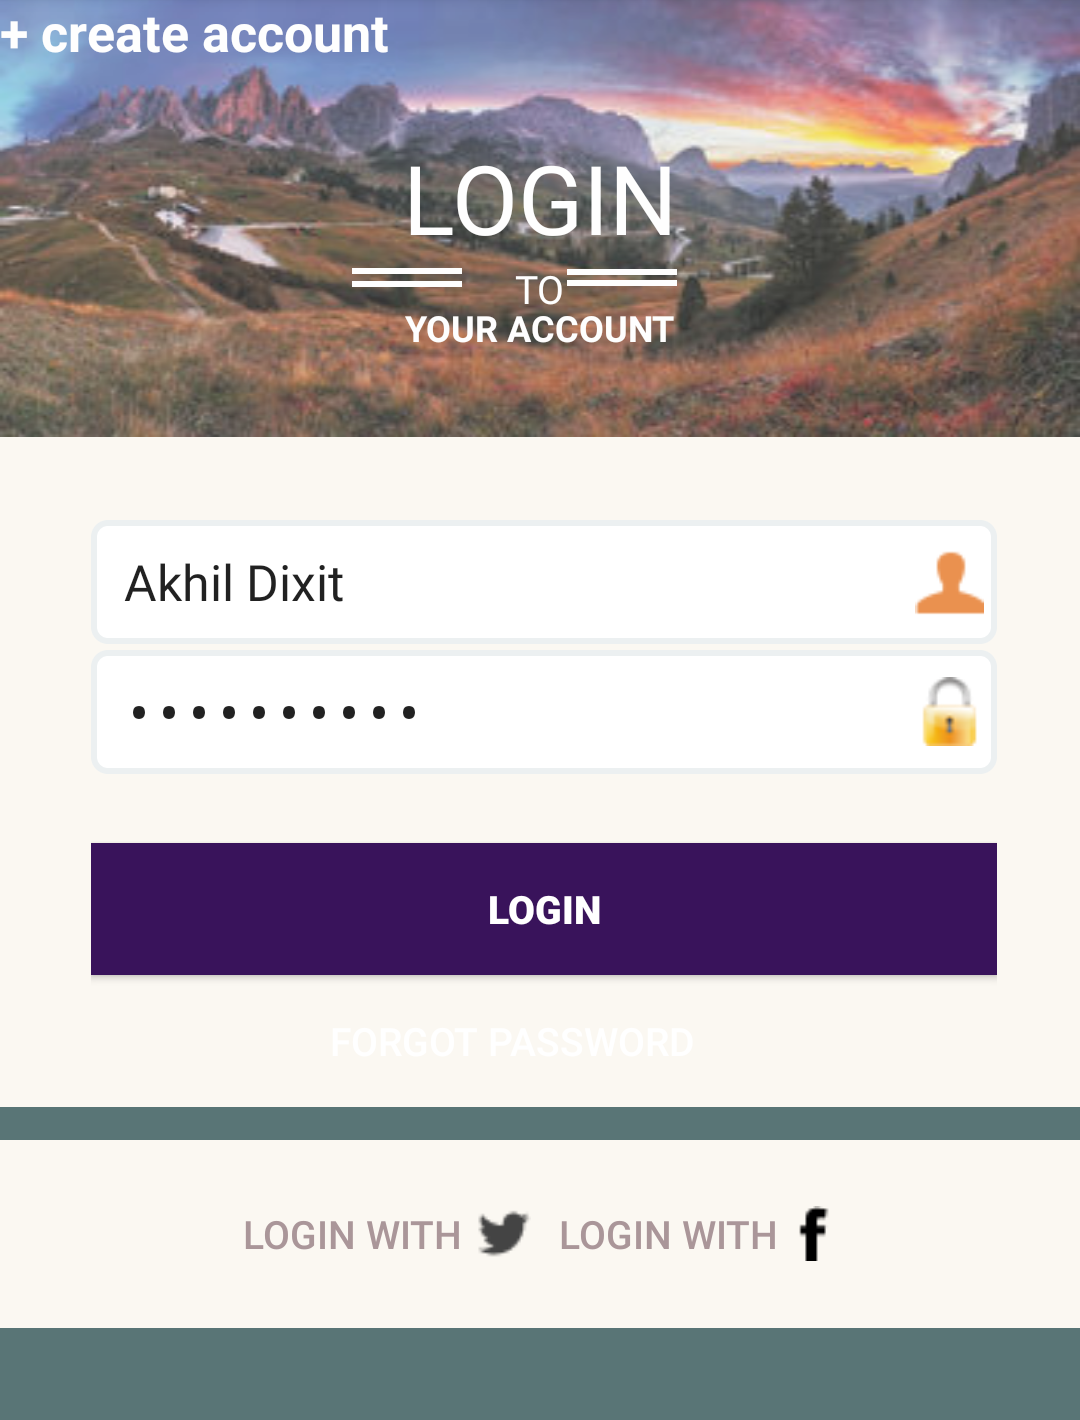 + create account
LOGIN
TO
YOUR ACCOUNT
Akhil Dixit
••••••••••
LOGIN
FORGOT PASSWORD
LOGIN WITH LOGIN WITH